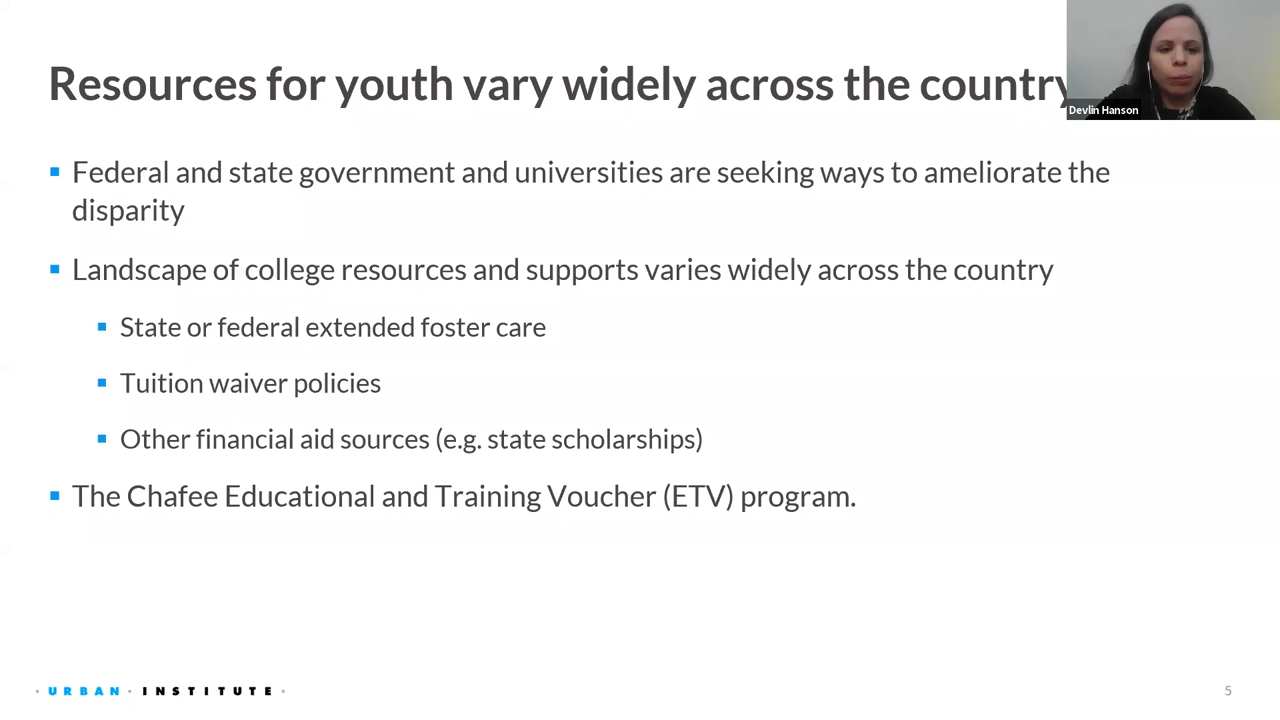 Resources for youth vary widely across the country
Devlin Hanson
Federal and state government and universities are seeking ways to ameliorate the
disparity
Landscape of college resources and supports varies widely across the country
State or federal extended foster care
Tuition waiver policies
Other financial aid sources (e.g. state scholarships)
The Chafee Educational and Training Voucher (ETV) program.
· URBAN · INSTITUTE ·
5